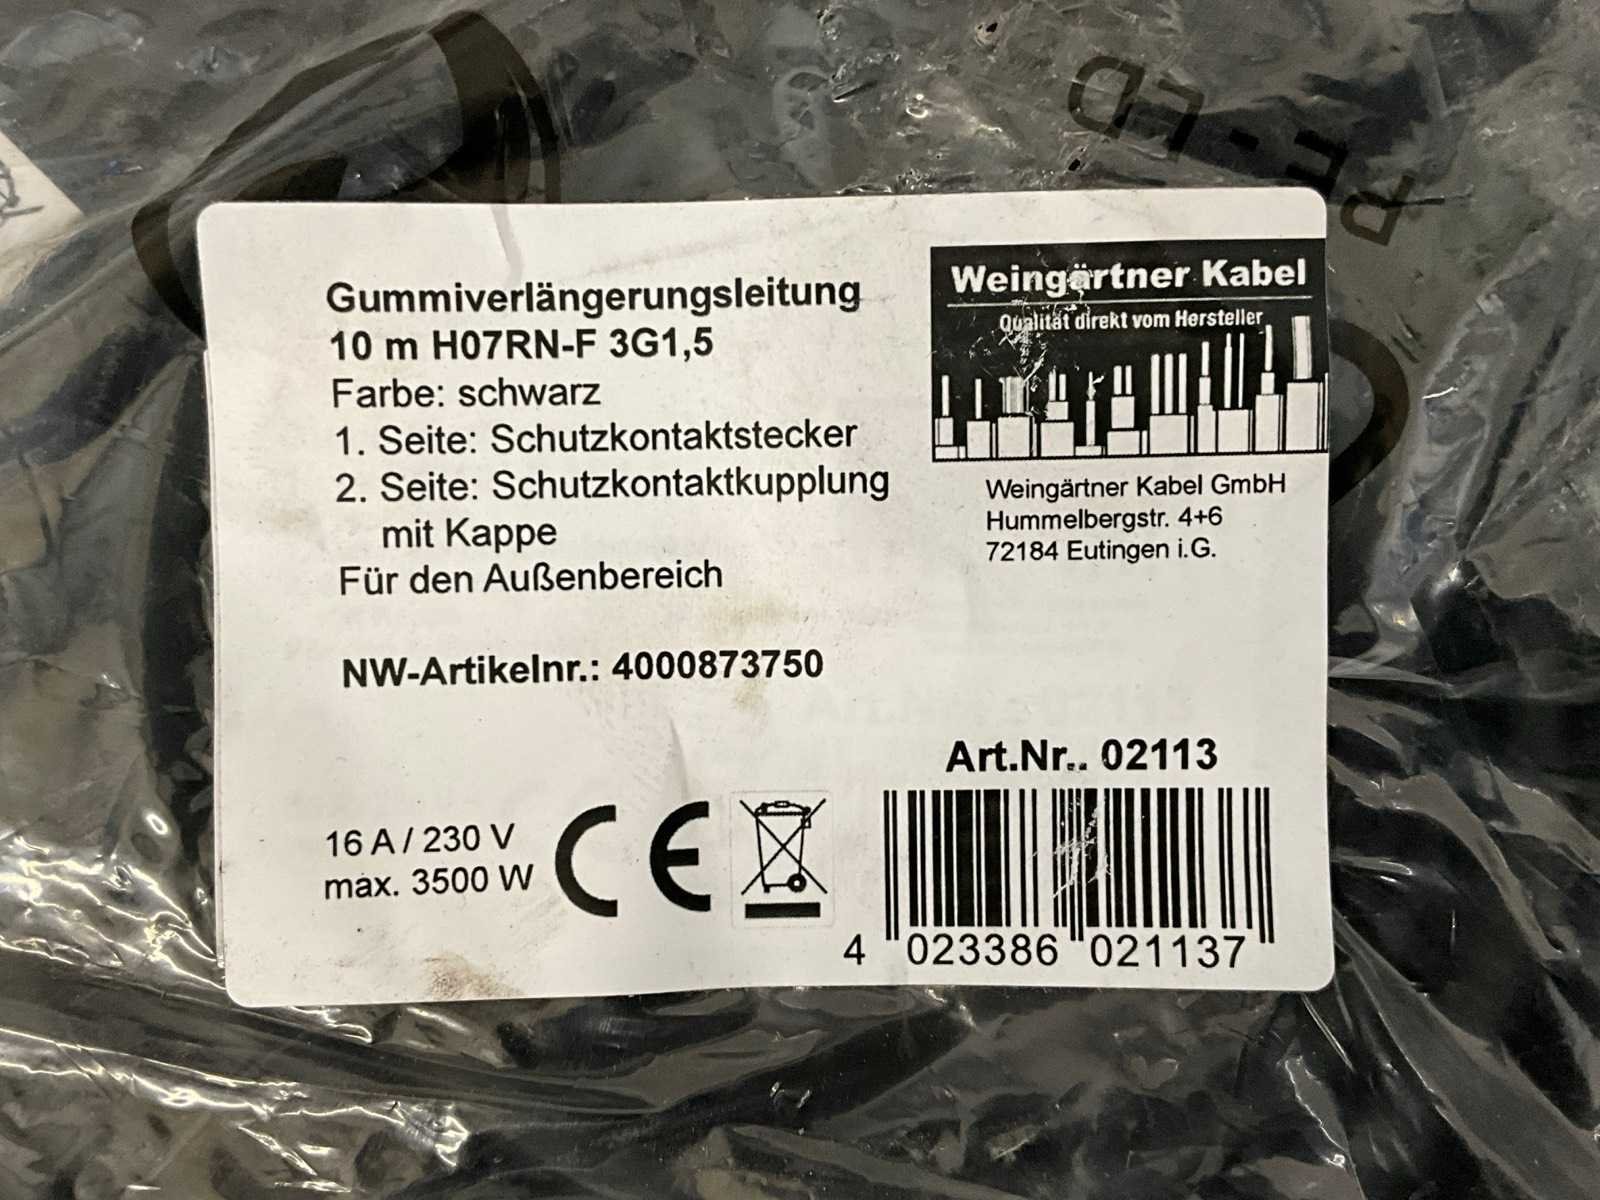 PE-LD
Gummiverlängerungsleitung
10 m H07RN-F 3G1,5
Farbe: schwarz
1. Seite: Schutzkontaktstecker
2. Seite: Schutzkontaktkupplung
mit Kappe
Für den Außenbereich
NW-Artikelnr.: 4000873750
16 A / 230 V
max. 3500 W
CE
Weingärtner Kabel
Qualität direkt vom Hersteller
Weingärtner Kabel GmbH
Hummelbergstr. 4+6
72184 Eutingen i.G.
Art.Nr.. 02113
4 023386 021137